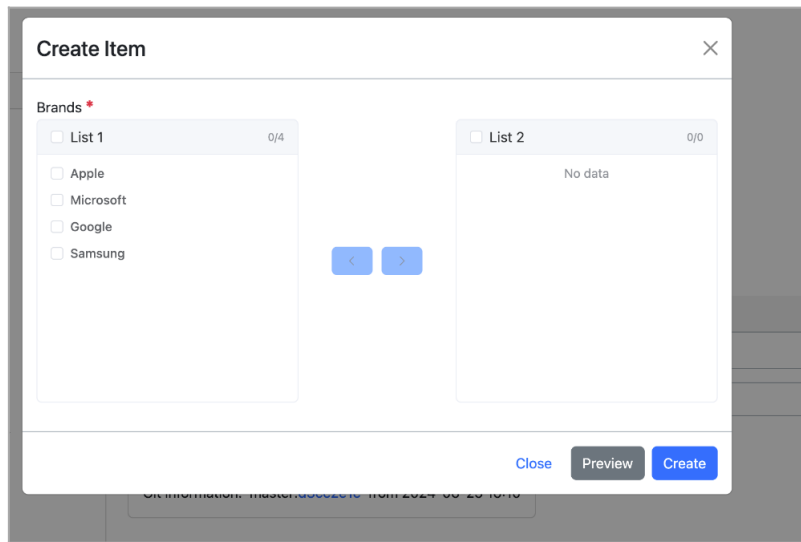 Create Item
Brands *
List 1 0/4
Apple
Microsoft
Google
Samsung
List 2 0/0
No data
Close Preview Create